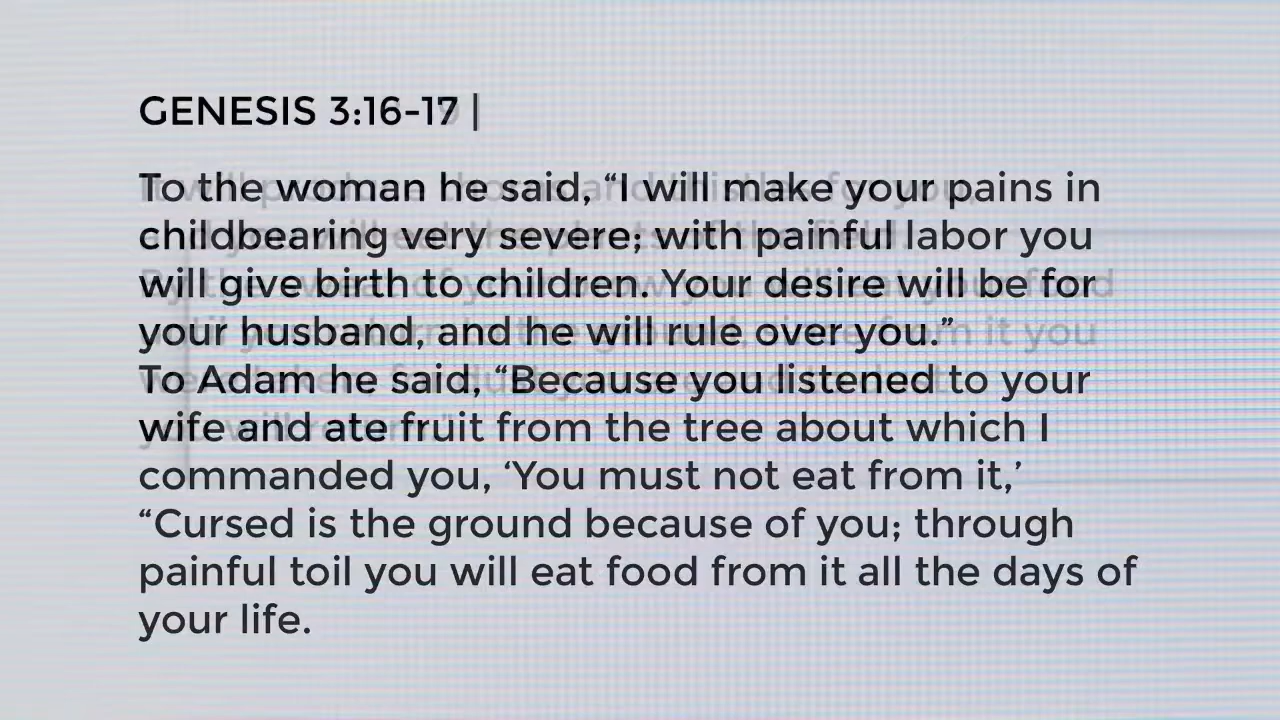 GENESIS 3:16-17 |
To the woman he said, “I will make your pains in
childbearing very severe; with painful labor you
will give birth to children. Your desire will be for
your husband, and he will rule over you.”
To Adam he said, “Because you listened to your
wife and ate fruit from the tree about which I
commanded you, ‘You must not eat from it,’
“Cursed is the ground because of you; through
painful toil you will eat food from it all the days of
your life.